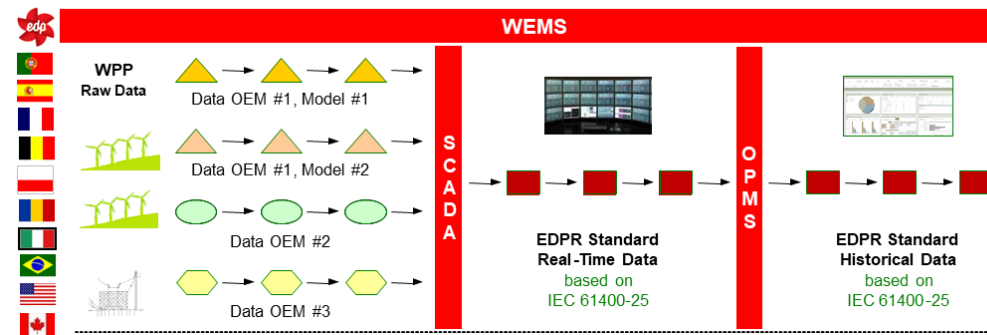 edp
WEMS
WPP
Raw Data
Data OEM #1, Model #1
Data OEM #1, Model #2
Data OEM #2
Data OEM #3
SCADA
EDPR Standard
Real-Time Data
based on
IEC 61400-25
OPMS
EDPR Standard
Historical Data
based on
IEC 61400-25